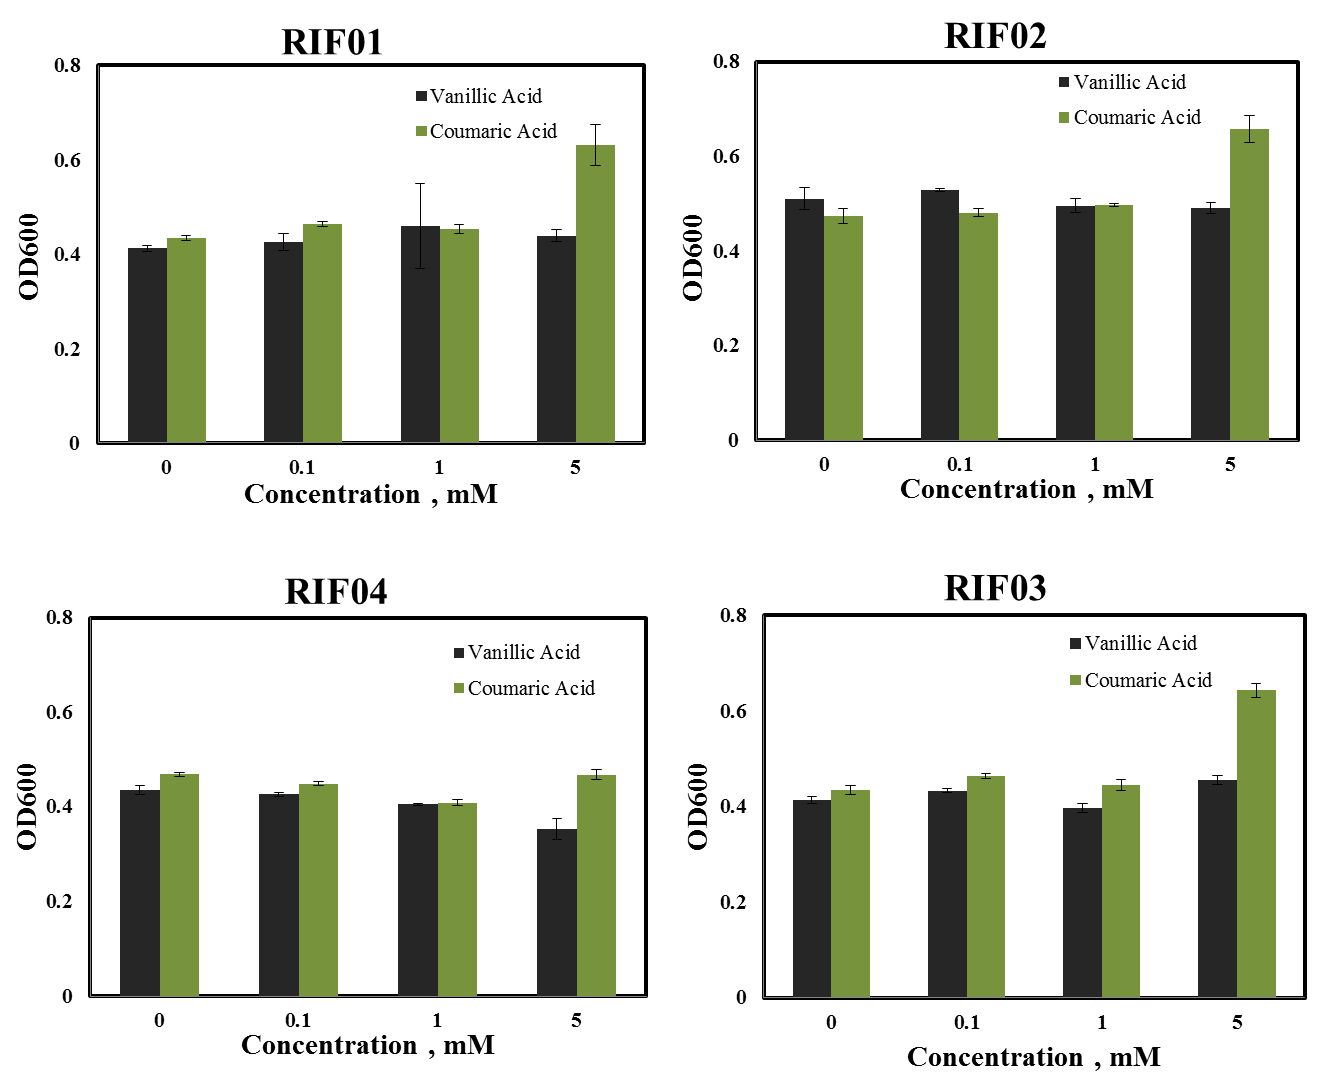 RIF01
0.8
0.6
0.4
0.2
0
OD600
Vanillic Acid
Coumaric Acid
0 0.1 1 5
Concentration , mM
RIF02
0.8
0.6
0.4
0.2
0
OD600
Vanillic Acid
Coumaric Acid
0 0.1 1 5
Concentration , mM
RIF04
0.8
0.6
0.4
0.2
0
OD600
Vanillic Acid
Coumaric Acid
0 0.1 1 5
Concentration , mM
RIF03
0.8
0.6
0.4
0.2
0
OD600
Vanillic Acid
Coumaric Acid
0 0.1 1 5
Concentration , mM